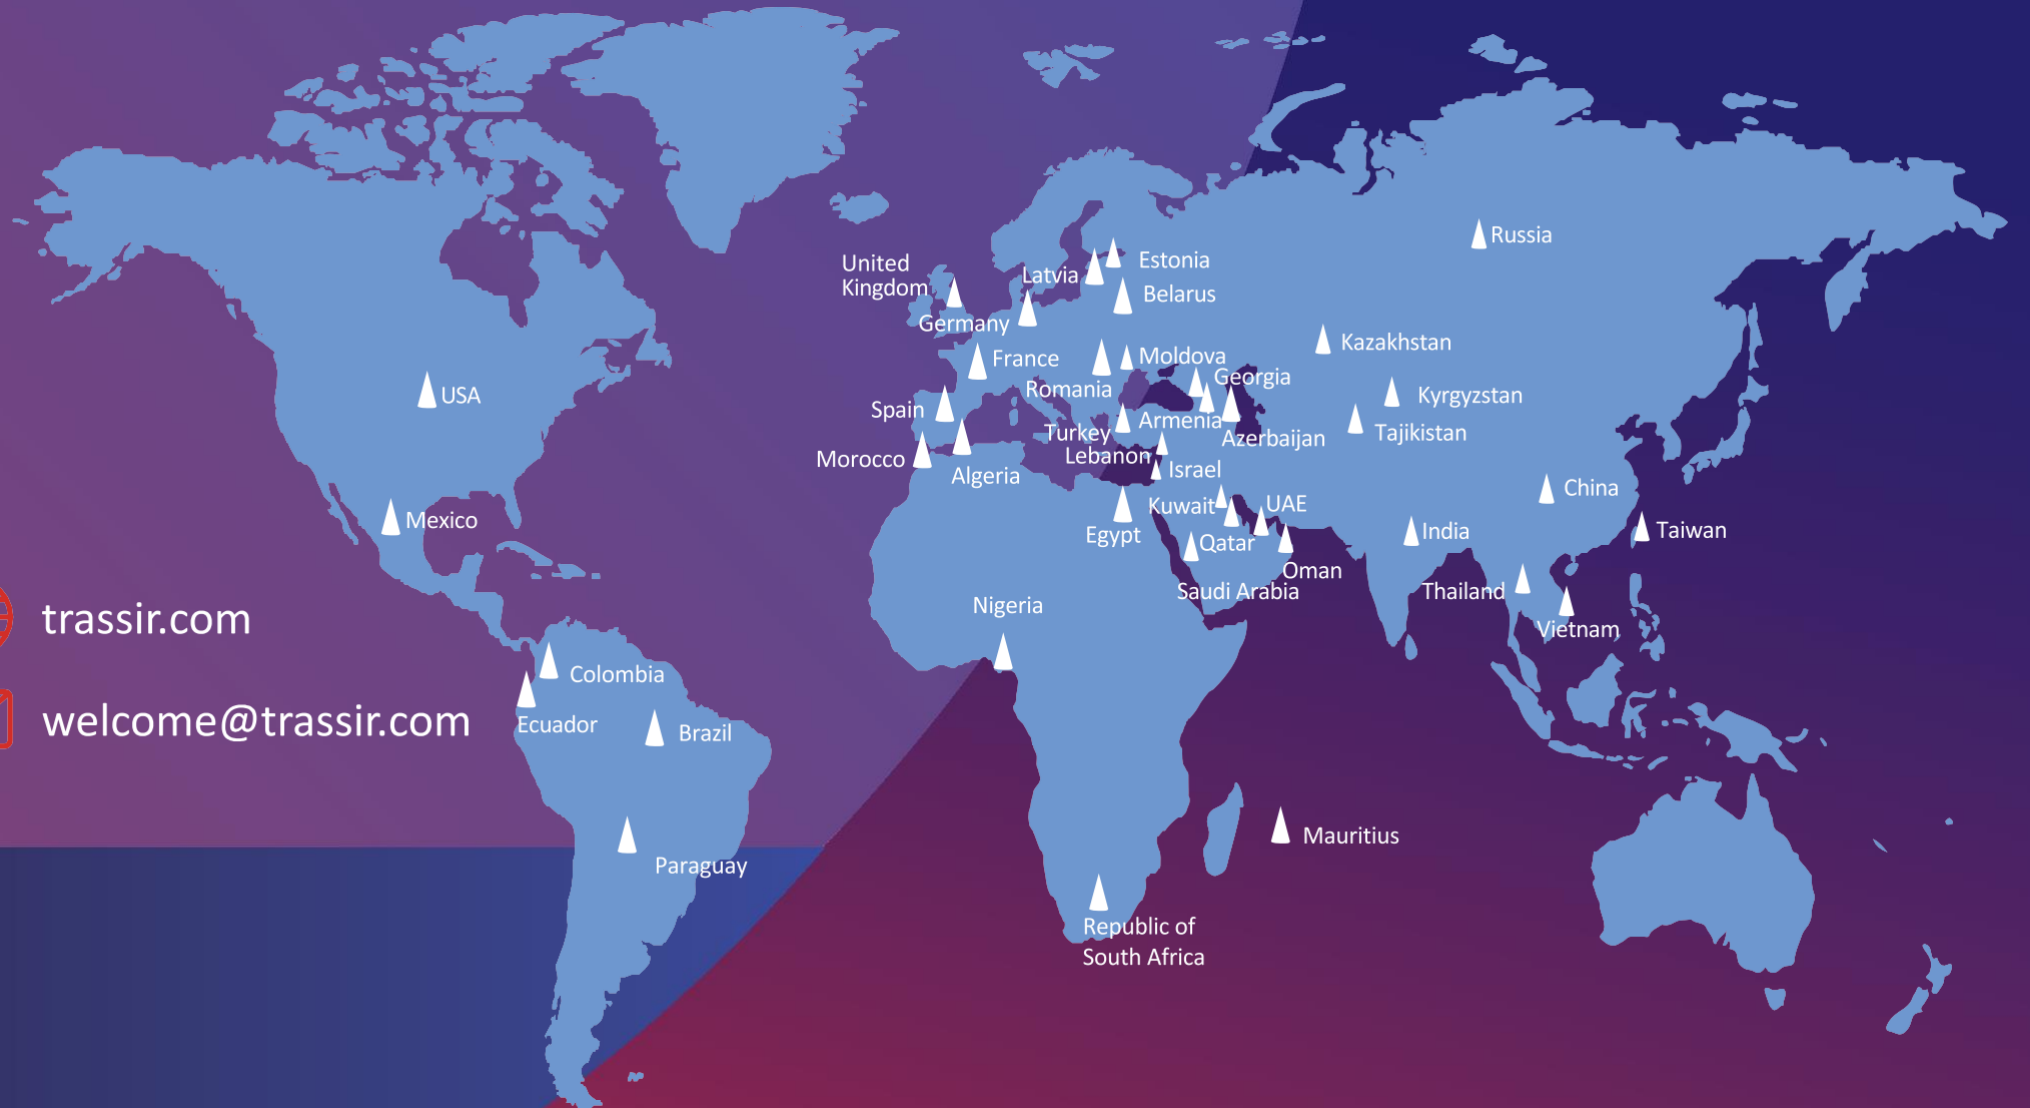 Russia
United
Kingdom
Latvia
Estonia
Belarus
Germany
France
Moldova
Romania
Kazakhstan
Georgia
USA
Kyrgyzstan
Spain
Armenia
Turkey
Tajikistan
Azerbaijan
Lebanon
Morocco
Israel
Algeria
China
Kuwait
UAE
Mexico
Egypt
India
Taiwan
Qatar
Oman
Saudi Arabia
Thailand
Nigeria
trassir.com
Vietnam
Colombia
welcome@trassir.com
Ecuador
Brazil
Mauritius
Paraguay
Republic of
South Africa